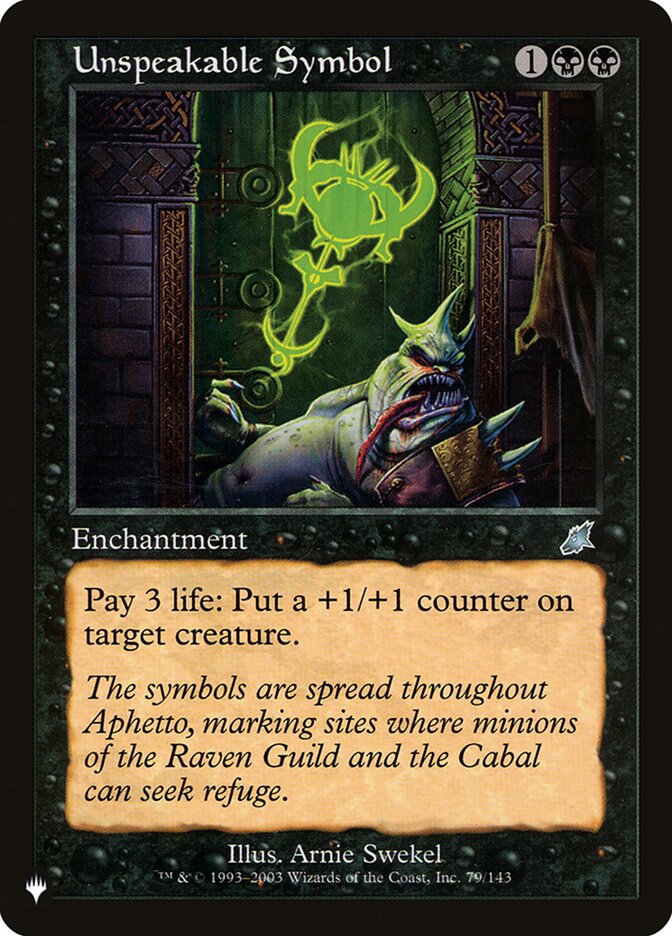 Unspeakable Symbol 1
Enchantment
Pay 3 life: Put a +1/+1 counter on
target creature.
The symbols are spread throughout
Aphetto, marking sites where minions
of the Raven Guild and the Cabal
can seek refuge.
Illus. Arnie Swekel
™ & © 1993–2003 Wizards of the Coast, Inc. 79/143